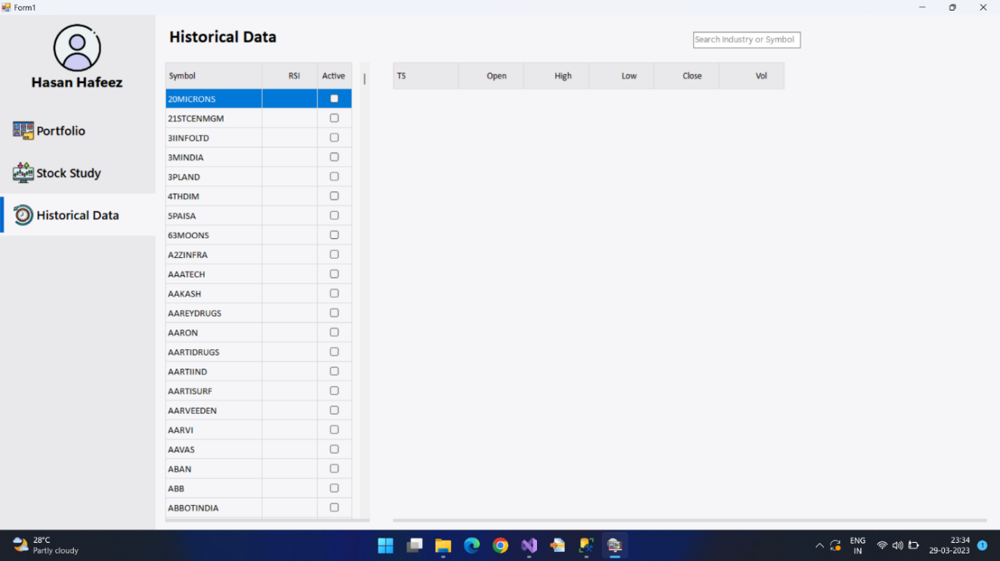 Form1
Hasan Hafeez
Portfolio
Stock Study
Historical Data
Historical Data
Search Industry or Symbol
Symbol RSI Active
20MICRONS
21STCENMGM
3IINFOLTD
3MINDIA
3PLAND
4THDIM
5PAISA
63MOONS
A2ZINFRA
AAATECH
AAKASH
AAREYDRUGS
AARON
AARTIDRUGS
AARTIIND
AARTISURF
AARVEEDEN
AARVI
AAVAS
ABAN
ABB
ABBOTINDIA
TS Open High Low Close Vol
28°C
Partly cloudy
ENG
IN
23:34
29-03-2023
1